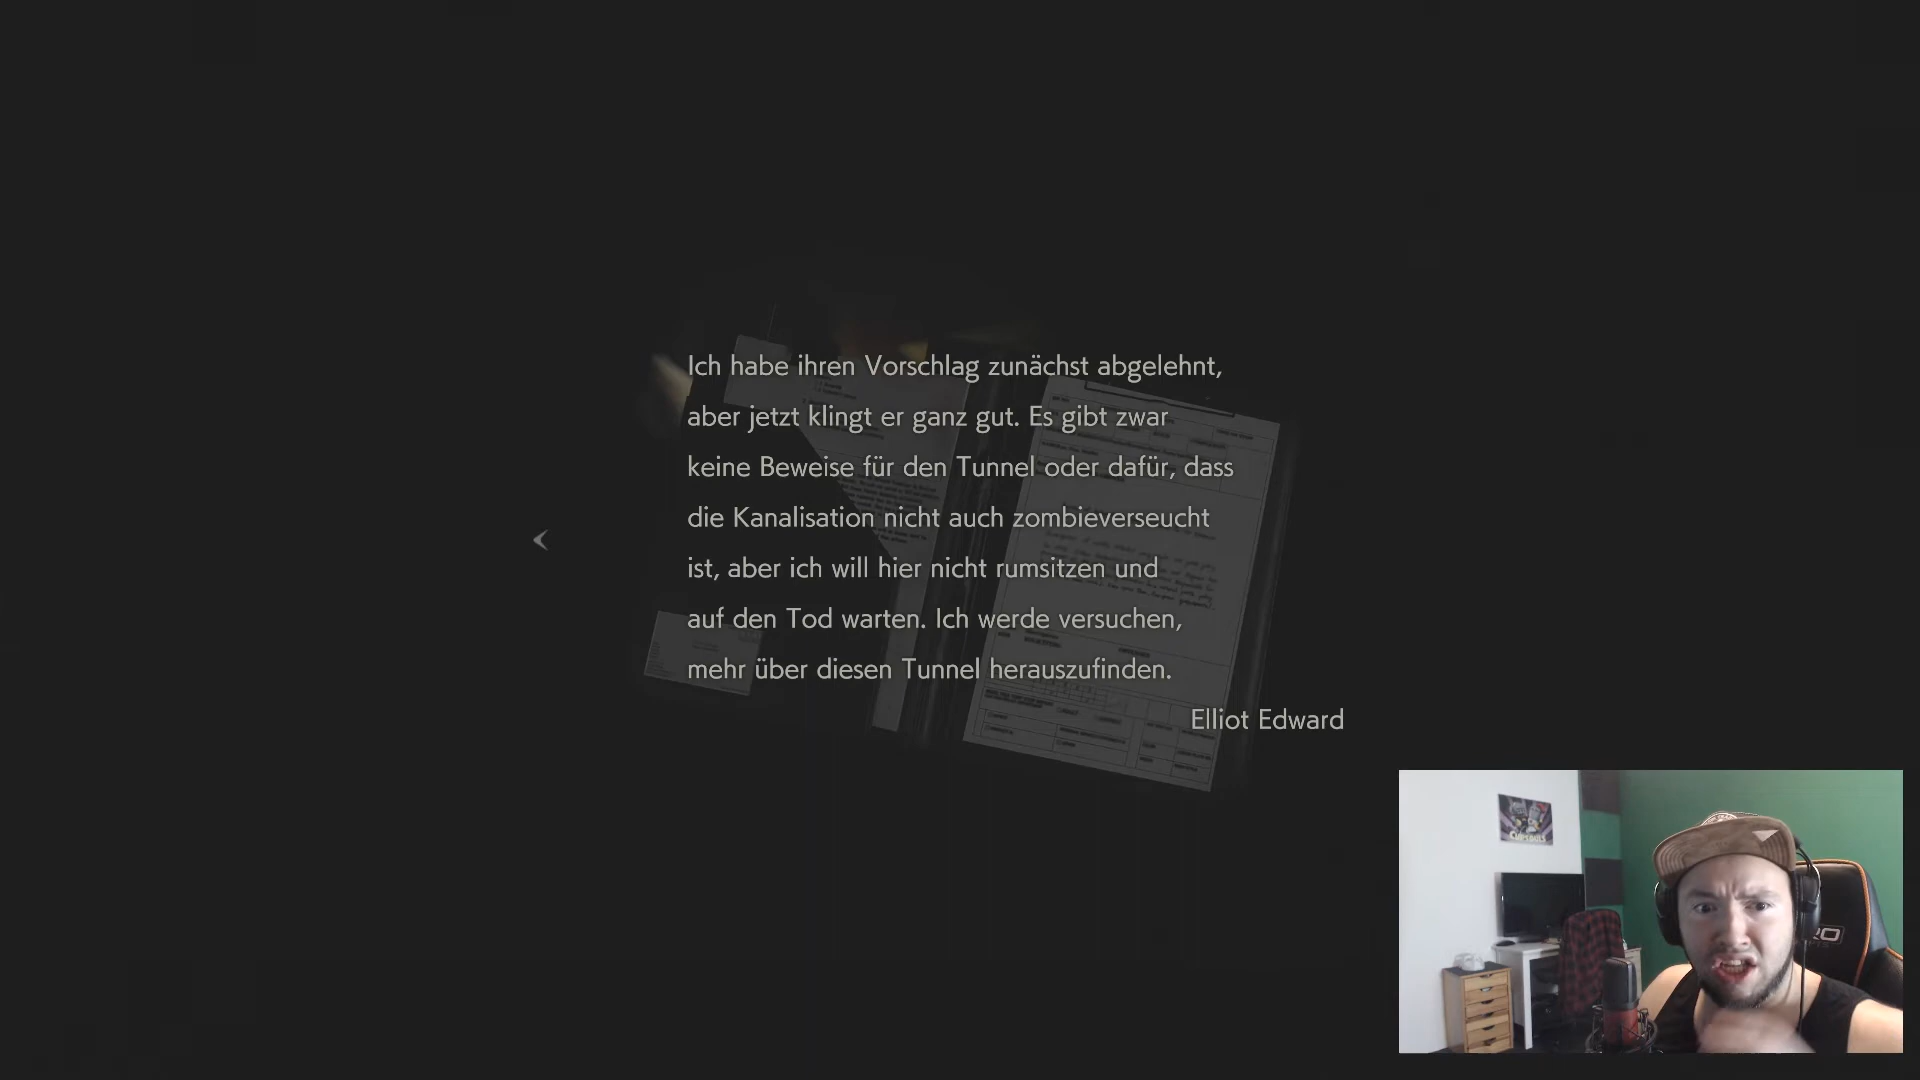 Ich habe ihren Vorschlag zunächst abgelehnt,
aber jetzt klingt er ganz gut. Es gibt zwar
keine Beweise für den Tunnel oder dafür, dass
die Kanalisation nicht auch zombieverseucht
ist, aber ich will hier nicht rumsitzen und
auf den Tod warten. Ich werde versuchen,
mehr über diesen Tunnel herauszufinden.
Elliot Edward